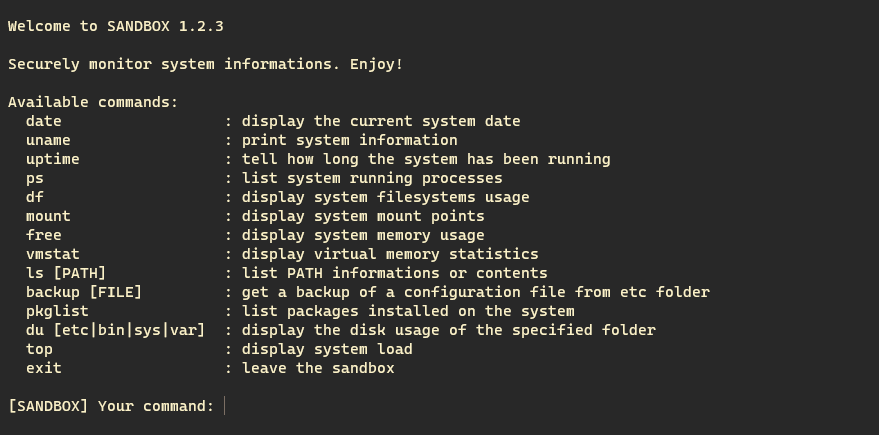 Welcome to SANDBOX 1.2.3
Securely monitor system informations. Enjoy!
Available commands:
date : display the current system date
uname : print system information
uptime : tell how long the system has been running
ps : list system running processes
df : display system filesystems usage
mount : display system mount points
free : display system memory usage
vmstat : display virtual memory statistics
ls [PATH] : list PATH informations or contents
backup [FILE] : get a backup of a configuration file from etc folder
pkglist : list packages installed on the system
du [etc|bin|sys|var] : display the disk usage of the specified folder
top : display system load
exit : leave the sandbox
[SANDBOX] Your command: